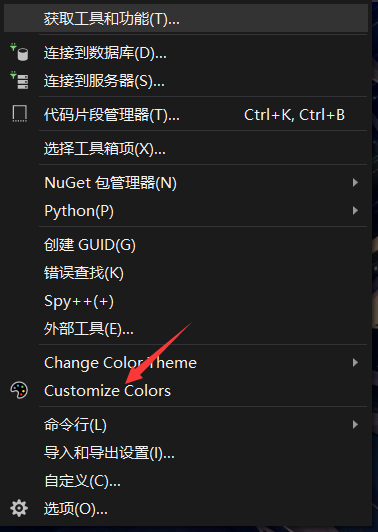 获取工具和功能(T)...
连接到数据库(D)...
连接到服务器(S)...
代码片段管理器(T)... Ctrl+K, Ctrl+B
选择工具箱项(X)...
NuGet 包管理器(N)
Python(P)
创建 GUID(G)
错误查找(K)
Spy++(+)
外部工具(E)...
Change Color Theme
Customize Colors
命令行(L)
导入和导出设置(I)...
自定义(C)...
选项(O)...